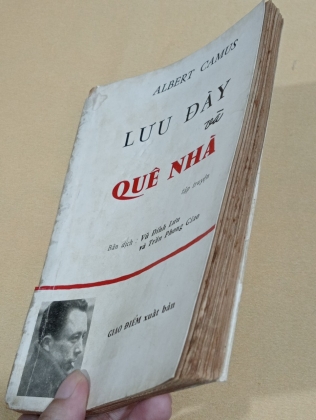 ALBERT CAMUS
LƯU ĐÀY
và
QUÊ NHÀ
tập truyện
Bản dịch : Vũ Đình Lưu
và Trần Phong Giao
GIAO ĐIỂM xuất bản